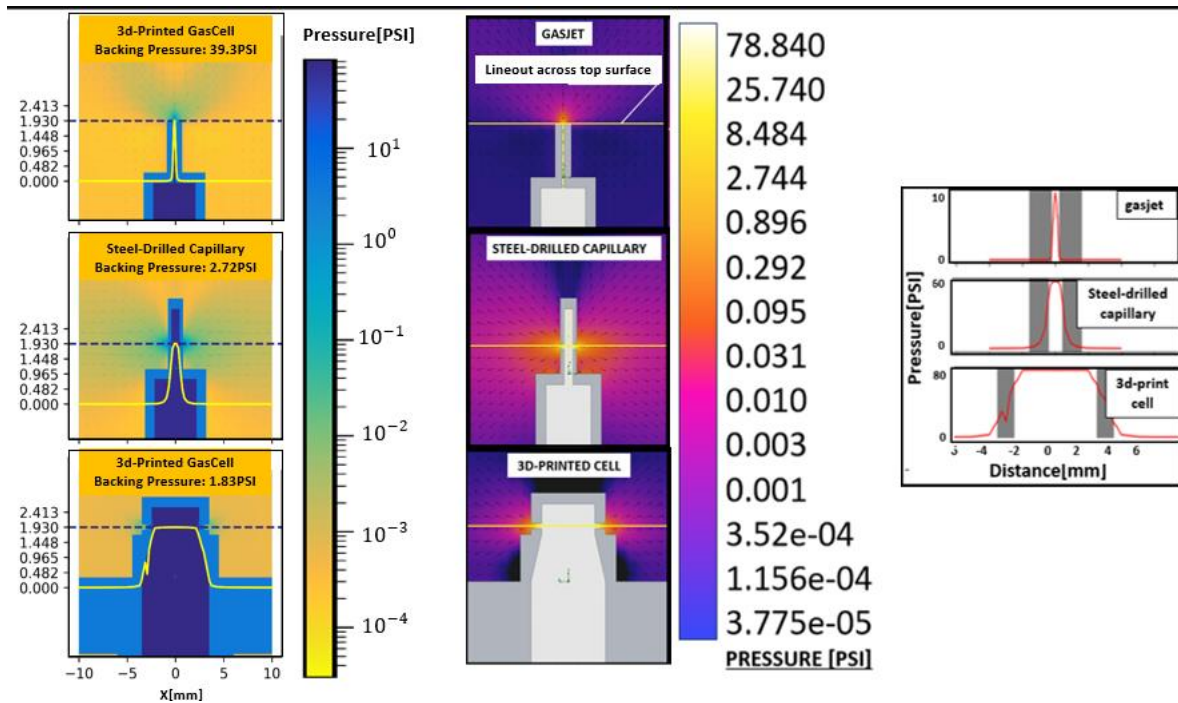 3d-Printed GasCell
Backing Pressure: 39.3PSI
2.413
1.930
1.448
0.965
0.482
0.000
Steel-Drilled Capillary
Backing Pressure: 2.72PSI
2.413
1.930
1.448
0.965
0.482
0.000
3d-Printed GasCell
Backing Pressure: 1.83PSI
2.413
1.930
1.448
0.965
0.482
0.000
−10 −5 0 5 10
X[mm]
Pressure[PSI]
10¹
10⁰
10⁻¹
10⁻²
10⁻³
10⁻⁴
GASJET
Lineout across top surface
STEEL-DRILLED CAPILLARY
3D-PRINTED CELL
78.840
25.740
8.484
2.744
0.896
0.292
0.095
0.031
0.010
0.003
0.001
3.52e-04
1.156e-04
3.775e-05
PRESSURE [PSI]
Pressure[PSI]
10
0
gasjet
50
0
Steel-drilled
capillary
80
0
3d-print
cell
-4 -2 0 2 4 6
Distance[mm]